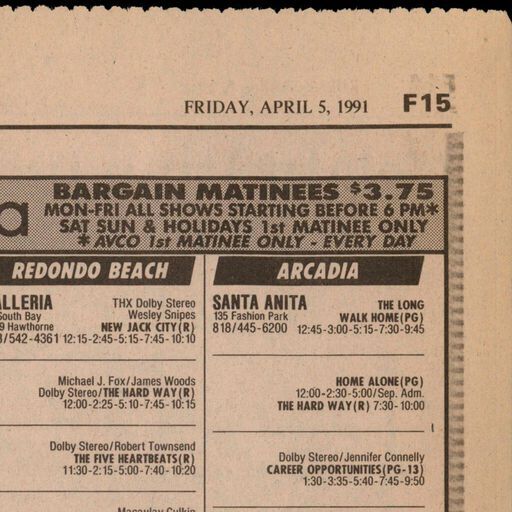 FRIDAY, APRIL 5, 1991 F15
a
BARGAIN MATINEES $3.75
MON-FRI ALL SHOWS STARTING BEFORE 6 PM*
SAT SUN & HOLIDAYS 1st MATINEE ONLY
* AVCO 1st MATINEE ONLY - EVERY DAY
REDONDO BEACH
ALLERIA THX Dolby Stereo
South Bay Wesley Snipes
9 Hawthorne NEW JACK CITY(R)
3/542-4361 12:15-2:45-5:15-7:45-10:10
Michael J. Fox/James Woods
Dolby Stereo/THE HARD WAY(R)
12:00-2:25-5:10-7:45-10:15
Dolby Stereo/Robert Townsend
THE FIVE HEARTBEATS(R)
11:30-2:15-5:00-7:40-10:20
Macaulay Culkin
ARCADIA
SANTA ANITA THE LONG
135 Fashion Park WALK HOME(PG)
818/445-6200 12:45-3:00-5:15-7:30-9:45
HOME ALONE(PG)
12:00-2:30-5:00/Sep. Adm.
THE HARD WAY(R) 7:30-10:00
Dolby Stereo/Jennifer Connelly
CAREER OPPORTUNITIES(PG-13)
1:30-3:35-5:40-7:45-9:50